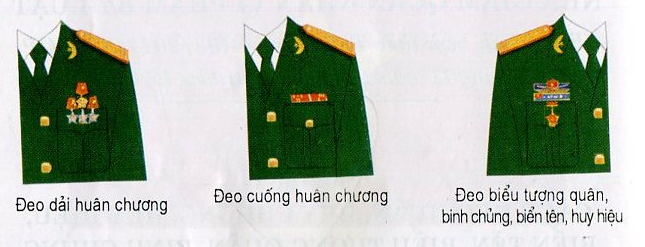 Đeo dải huân chương
Đeo cuống huân chương
Đeo biểu tượng quân,
binh chủng, biển tên, huy hiệu